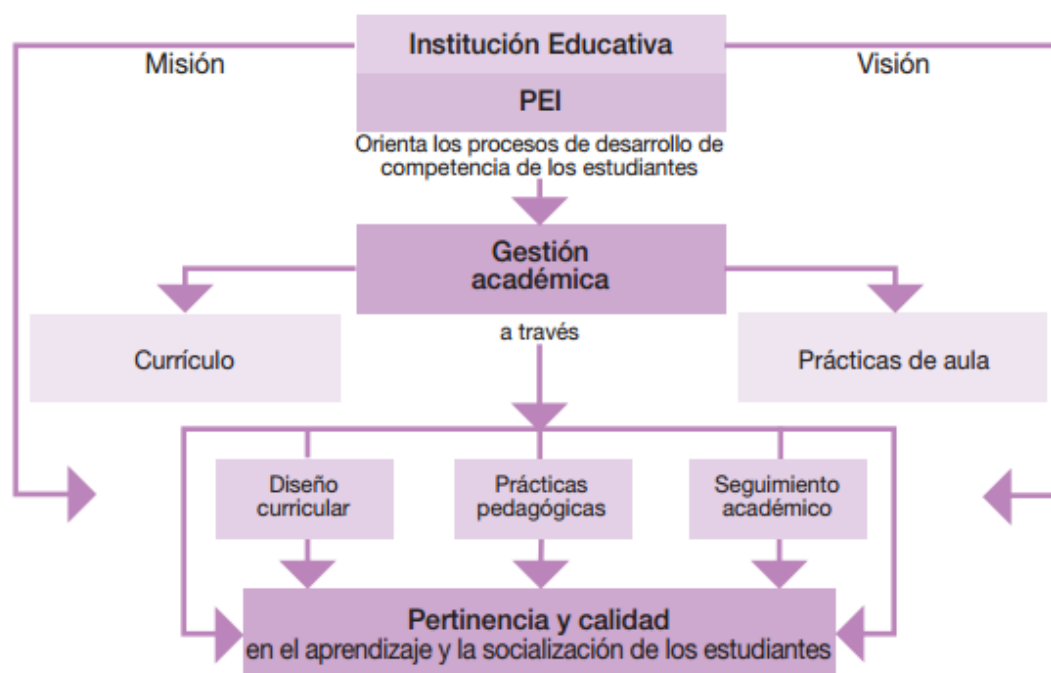 Institución Educativa
Misión
Visión
PEI
Orienta los procesos de desarrollo de
competencia de los estudiantes
Gestión
académica
a través
Currículo
Prácticas de aula
Diseño
curricular
Prácticas
pedagógicas
Seguimiento
académico
Pertinencia y calidad
en el aprendizaje y la socialización de los estudiantes